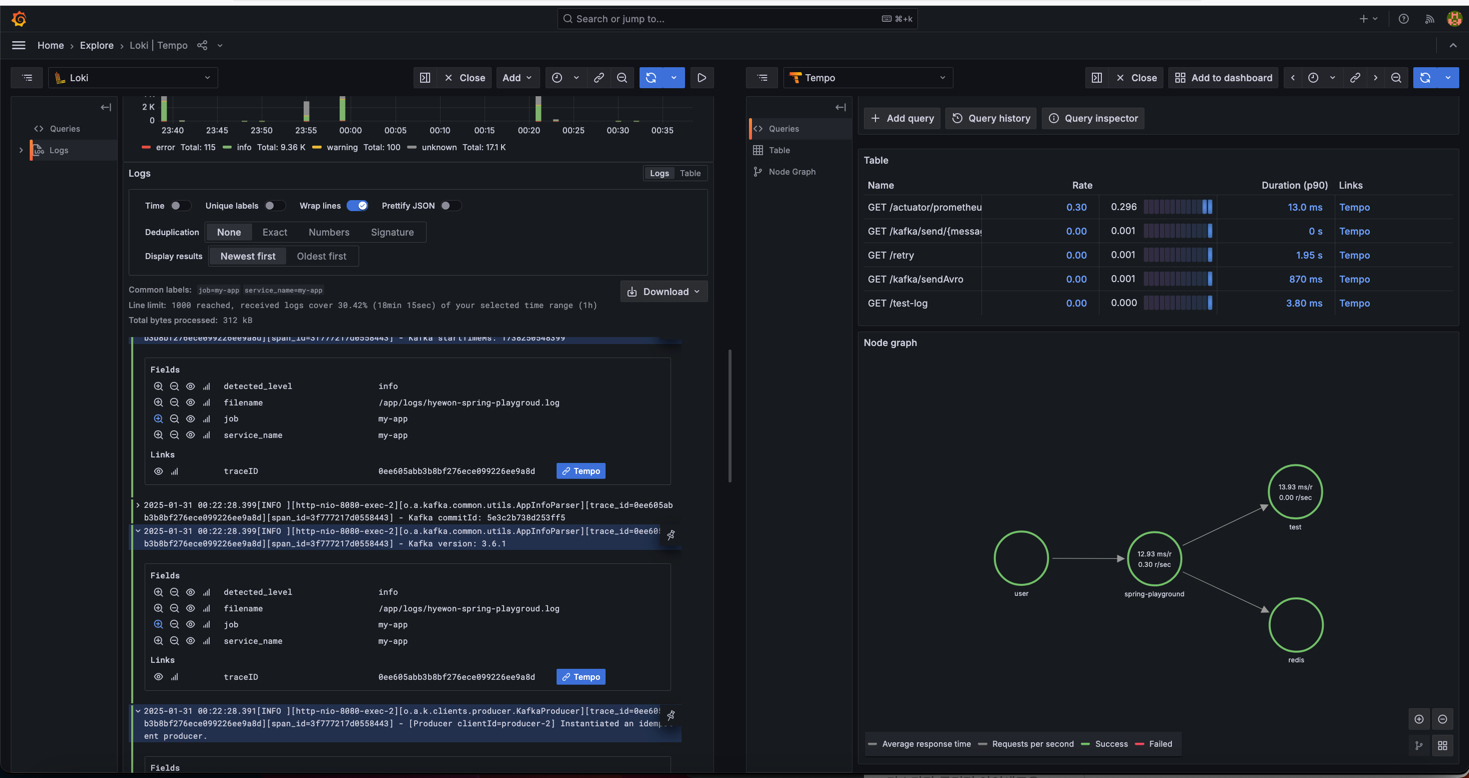 Search or jump to...
⌘+k
Home › Explore › Loki | Tempo
Loki
Close
Add
Queries
Logs
2 K
0
23:40 23:45 23:50 23:55 00:00 00:05 00:10 00:15 00:20 00:25 00:30 00:35
error Total: 115 info Total: 9.36 K warning Total: 100 unknown Total: 17.1 K
Logs
Logs Table
Time Unique labels Wrap lines Prettify JSON
Deduplication None Exact Numbers Signature
Display results Newest first Oldest first
Common labels: job=my-app service_name=my-app
Download
Line limit: 1000 reached, received logs cover 30.42% (18min 15sec) of your selected time range (1h)
Total bytes processed: 312 kB
b3b8bf276ece099226ee9a8d][span_id=3f777217d0558443] - Kafka startTimeMs: 1738250548399
Fields
detected_level info
filename /app/logs/hyewon-spring-playgroud.log
job my-app
service_name my-app
Links
traceID 0ee605abb3b8bf276ece099226ee9a8d Tempo
2025-01-31 00:22:28.399[INFO ][http-nio-8080-exec-2][o.a.kafka.common.utils.AppInfoParser][trace_id=0ee605ab
b3b8bf276ece099226ee9a8d][span_id=3f777217d0558443] - Kafka commitId: 5e3c2b738d253ff5
2025-01-31 00:22:28.399[INFO ][http-nio-8080-exec-2][o.a.kafka.common.utils.AppInfoParser][trace_id=0ee60
b3b8bf276ece099226ee9a8d][span_id=3f777217d0558443] - Kafka version: 3.6.1
Fields
detected_level info
filename /app/logs/hyewon-spring-playgroud.log
job my-app
service_name my-app
Links
traceID 0ee605abb3b8bf276ece099226ee9a8d Tempo
2025-01-31 00:22:28.391[INFO ][http-nio-8080-exec-2][o.a.k.clients.producer.KafkaProducer][trace_id=0ee60
b3b8bf276ece099226ee9a8d][span_id=3f777217d0558443] - [Producer clientId=producer-2] Instantiated an idem
ent producer.
Fields
Tempo
Close
Add to dashboard
Queries
Table
Node Graph
Add query
Query history
Query inspector
Table
Name Rate Duration (p90) Links
GET /actuator/prometheu 0.30 0.296 13.0 ms Tempo
GET /kafka/send/{messa 0.00 0.001 0 s Tempo
GET /retry 0.00 0.001 1.95 s Tempo
GET /kafka/sendAvro 0.00 0.001 870 ms Tempo
GET /test-log 0.00 0.000 3.80 ms Tempo
Node graph
13.93 ms/r
0.00 r/sec
test
12.93 ms/r
0.30 r/sec
user
spring-playground
redis
Average response time Requests per second Success Failed